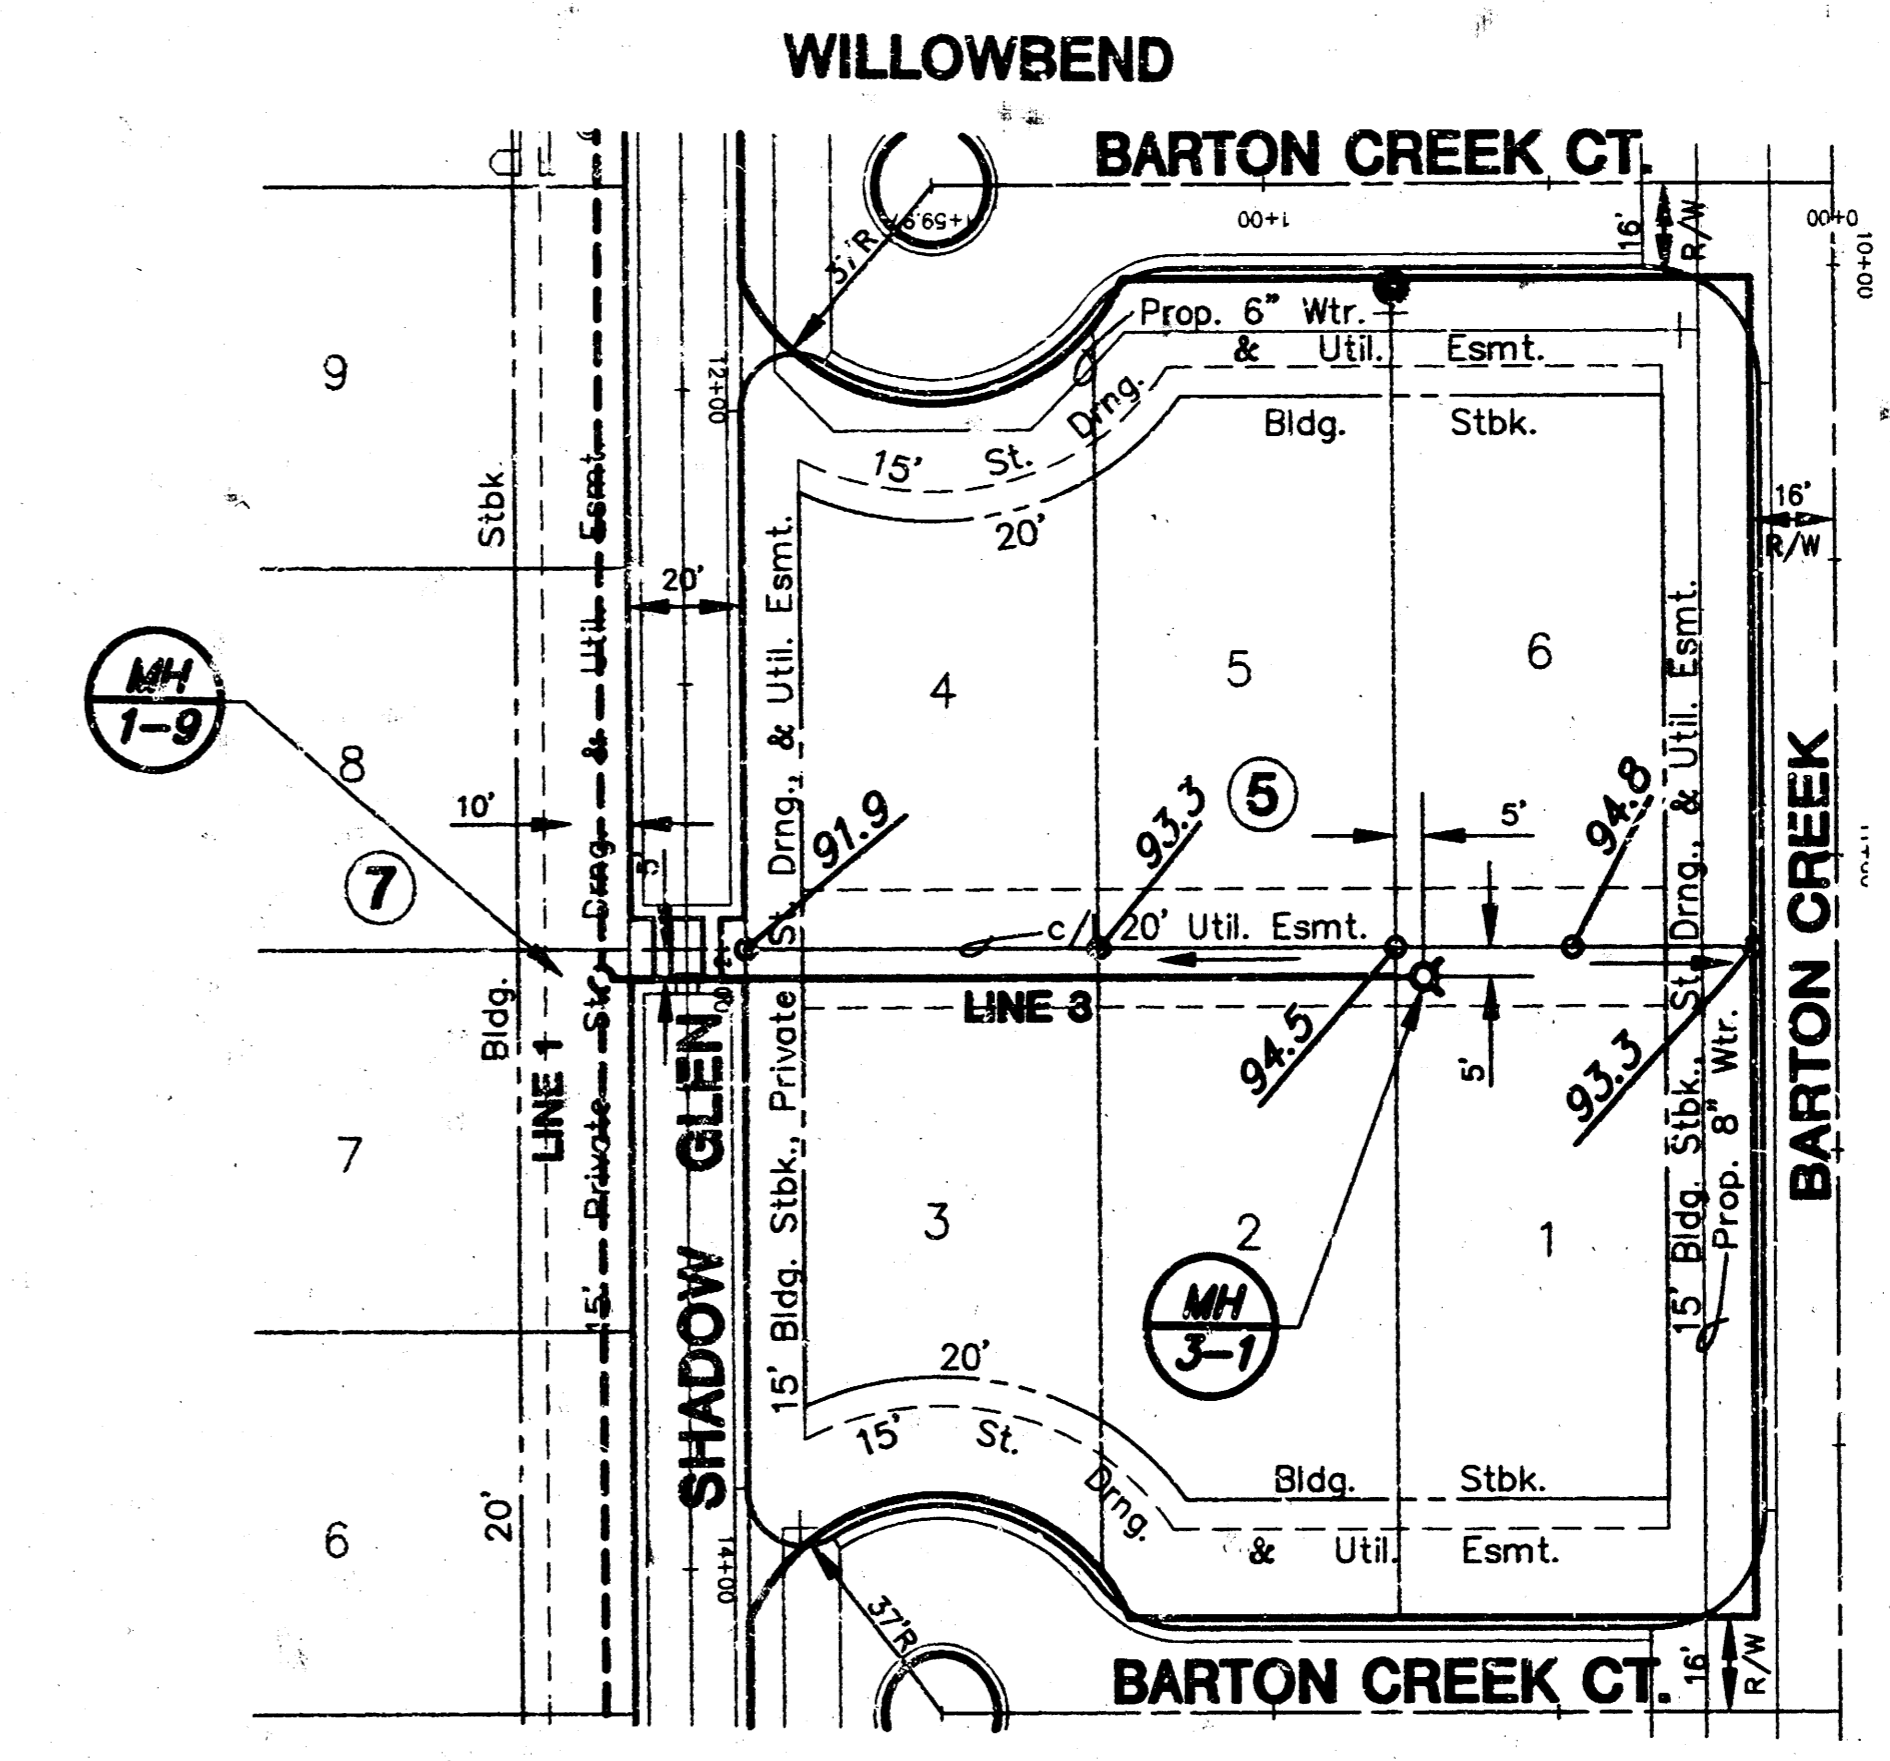 WILLOWBEND
BARTON CREEK CT.
1+00
0+00
10+00
16'
R/W
37'R
Prop. 6" Wtr.
& Util. Esmt.
Drng.
15' St.
20'
Bldg. Stbk.
12+00
9
Stbk.
20'
16'
R/W
MH
1-9
8
10'
7
5'
4
5
6
5
91.9
93.3
5'
94.8
c/l 20' Util. Esmt.
LINE 3
94.5
5'
93.3
BARTON CREEK
Bldg.
LINE 1
15' Private St. Drng. & Util. Esmt.
SHADOW GLEN
15' Bldg. Stbk., Private St. Drng., & Util. Esmt.
15' Bldg. Stbk., St. Drng., & Util. Esmt.
Prop. 8" Wtr.
7
3
2
1
MH
3-1
20'
15' St.
Drng.
Bldg. Stbk.
& Util. Esmt.
6
20'
14+00
37'R
BARTON CREEK CT.
16'
R/W